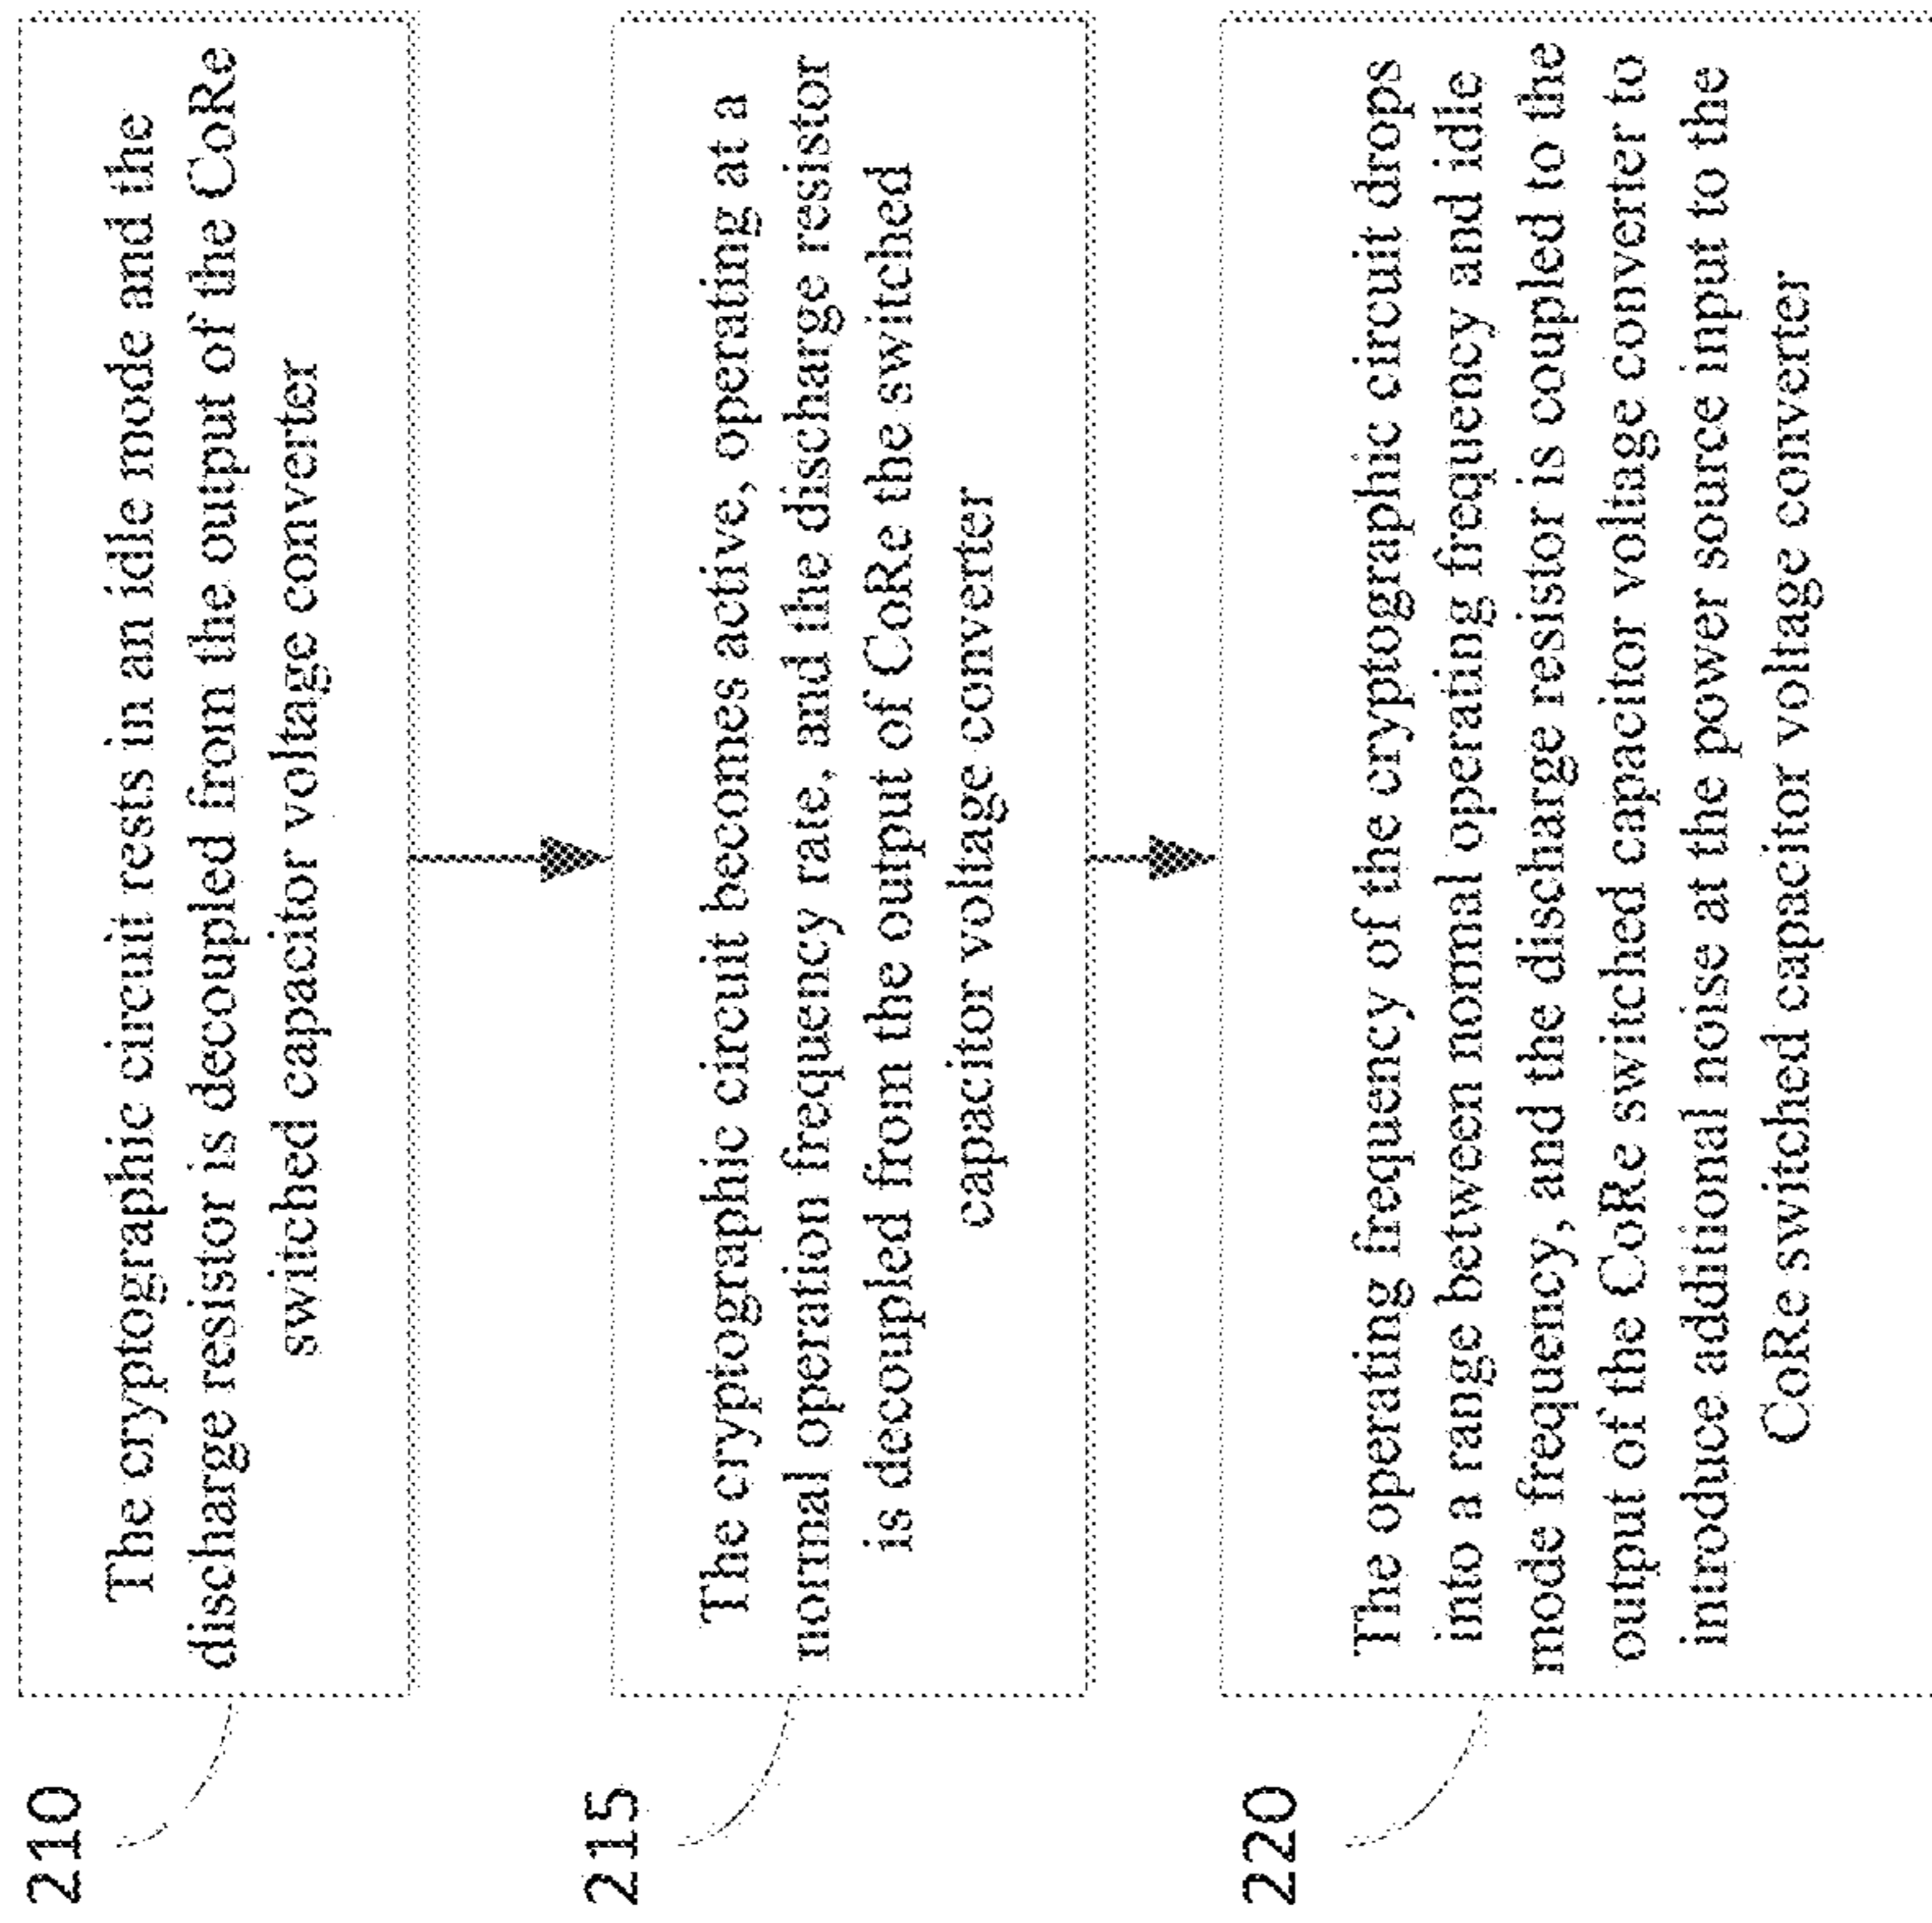 210
The cryptographic circuit rests in an idle mode and the
discharge resistor is decoupled from the output of the CoRe
switched capacitor voltage converter
215
The cryptographic circuit becomes active, operating at a
normal operation frequency rate, and the discharge resistor
is decoupled from the output of CoRe the switched
capacitor voltage converter
220
The operating frequency of the cryptographic circuit drops
into a range between normal operating frequency and idle
mode frequency, and the discharge resistor is coupled to the
output of the CoRe switched capacitor voltage converter to
introduce additional noise at the power source input to the
CoRe switched capacitor voltage converter